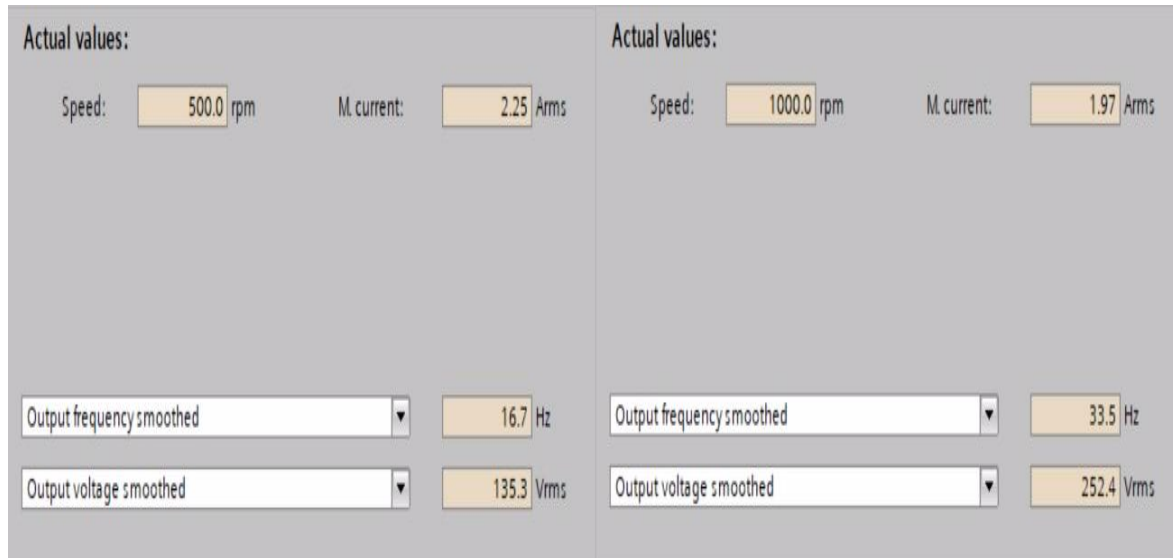 Actual values:
Speed: 500.0 rpm M. current: 2.25 Arms
Output frequency smoothed 16.7 Hz
Output voltage smoothed 135.3 Vrms
Actual values:
Speed: 1000.0 rpm M. current: 1.97 Arms
Output frequency smoothed 33.5 Hz
Output voltage smoothed 252.4 Vrms